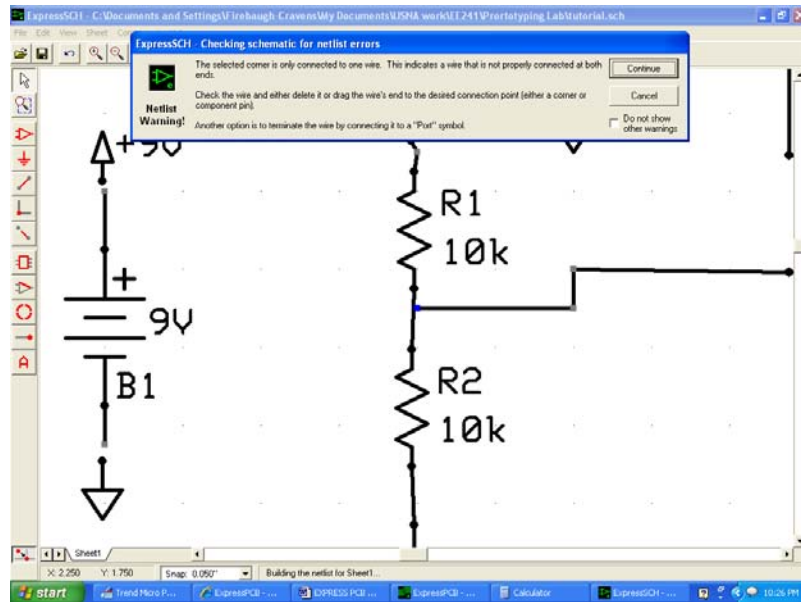 ExpressSCH - C:\Documents and Settings\Firebaugh Cravens\My Documents\USNA work\EE241\Prortotyping Lab\tutorial.sch
File Edit View Sheet
ExpressSCH - Checking schematic for netlist errors
The selected corner is only connected to one wire. This indicates a wire that is not properly connected at both
ends.
Check the wire and either delete it or drag the wire's end to the desired connection point (either a corner or
component pin).
Another option is to terminate the wire by connecting it to a "Port" symbol.
Netlist
Warning!
Continue
Cancel
Do not show
other warnings
+9V
R1
10k
+
9V
B1
R2
10k
Sheet1
X: 2.250 Y: 1.750 Snap: 0.050" Building the netlist for Sheet1...
start Trend Micro P... ExpressPCB - ... EXPRESS PCB ... ExpressPCB - ... Calculator ExpressSCH - ... 10:26 PM